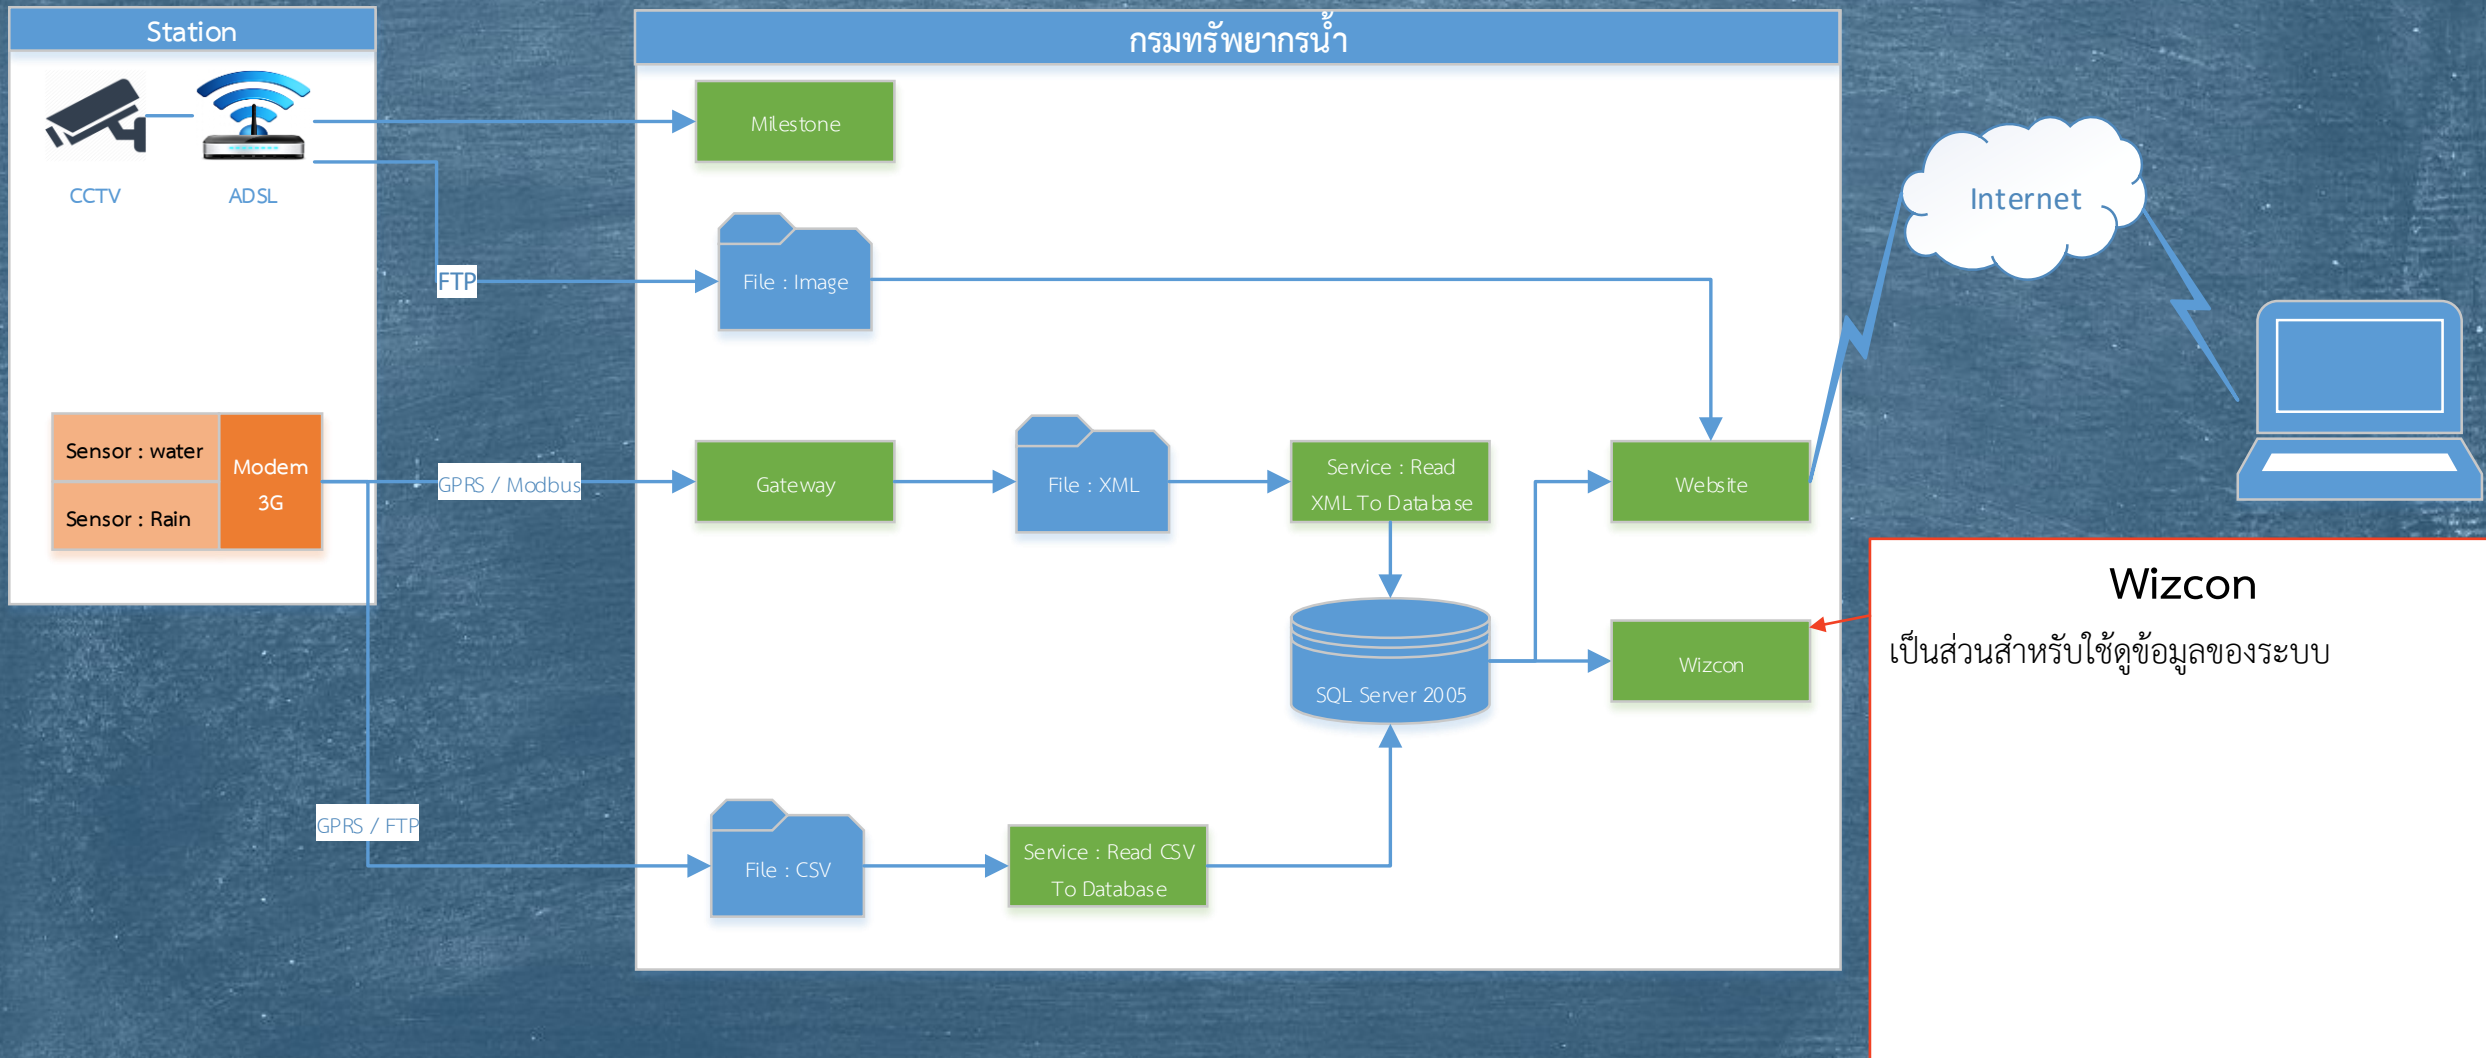 Station
กรมทรัพยากรน้ำ
Milestone
CCTV
ADSL
Internet
FTP
File : Image
Sensor : water
Sensor : Rain
Modem
3G
GPRS / Modbus
Gateway
File : XML
Service : Read
XML To Database
Website
Wizcon
เป็นส่วนสำหรับใช้ดูข้อมูลของระบบ
SQL Server 2005
Wizcon
GPRS / FTP
File : CSV
Service : Read CSV
To Database